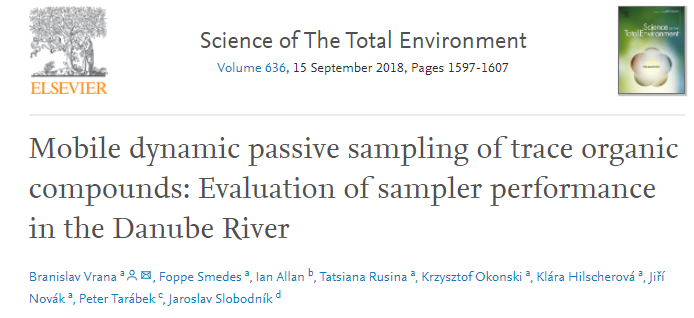 Science of The Total Environment
Volume 636, 15 September 2018, Pages 1597-1607
ELSEVIER
Science of the
Total Environment
Mobile dynamic passive sampling of trace organic
compounds: Evaluation of sampler performance
in the Danube River
Branislav Vrana a, Foppe Smedes a, Ian Allan b, Tatsiana Rusina a, Krzysztof Okonski a, Klára Hilscherová a, Jiří
Novák a, Peter Tarábek c, Jaroslav Slobodník d